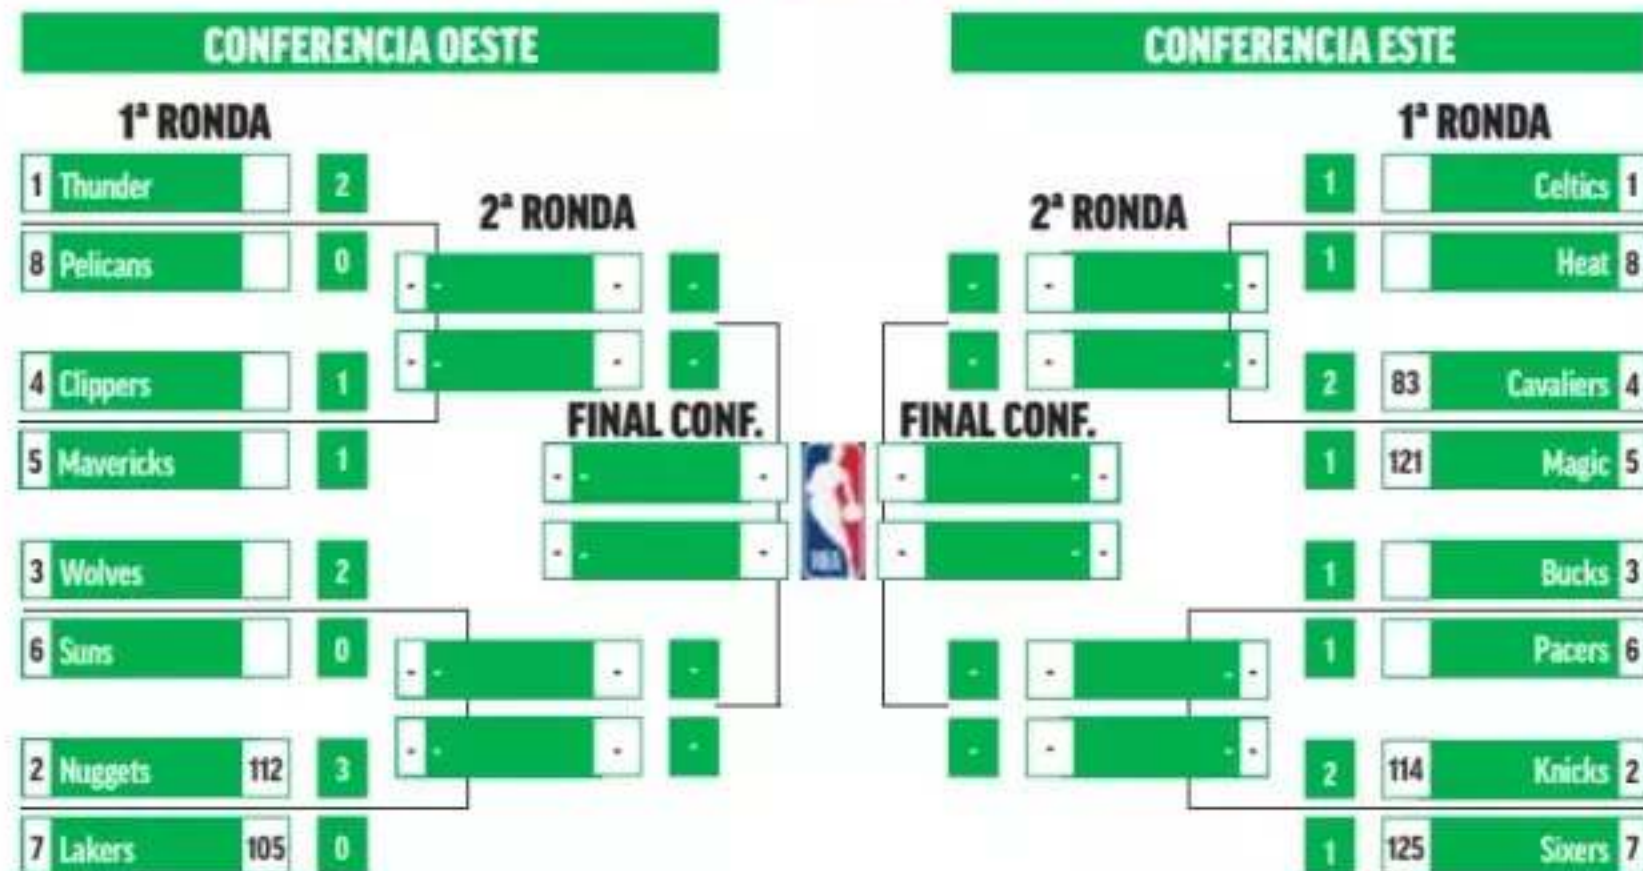 CONFERENCIA OESTE
1ª RONDA
1 Thunder 2
8 Pelicans 0
4 Clippers 1
5 Mavericks 1
3 Wolves 2
6 Suns 0
2 Nuggets 112 3
7 Lakers 105 0
2ª RONDA
- - - -
- - - -
- - - -
- - - -
FINAL CONF.
- - -
- - -
NBA
CONFERENCIA ESTE
1ª RONDA
1 Celtics 1
1 Heat 8
2 83 Cavaliers 4
1 121 Magic 5
1 Bucks 3
1 Pacers 6
2 114 Knicks 2
1 125 Sixers 7
2ª RONDA
- - - -
- - - -
- - - -
- - - -
FINAL CONF.
- - -
- - -